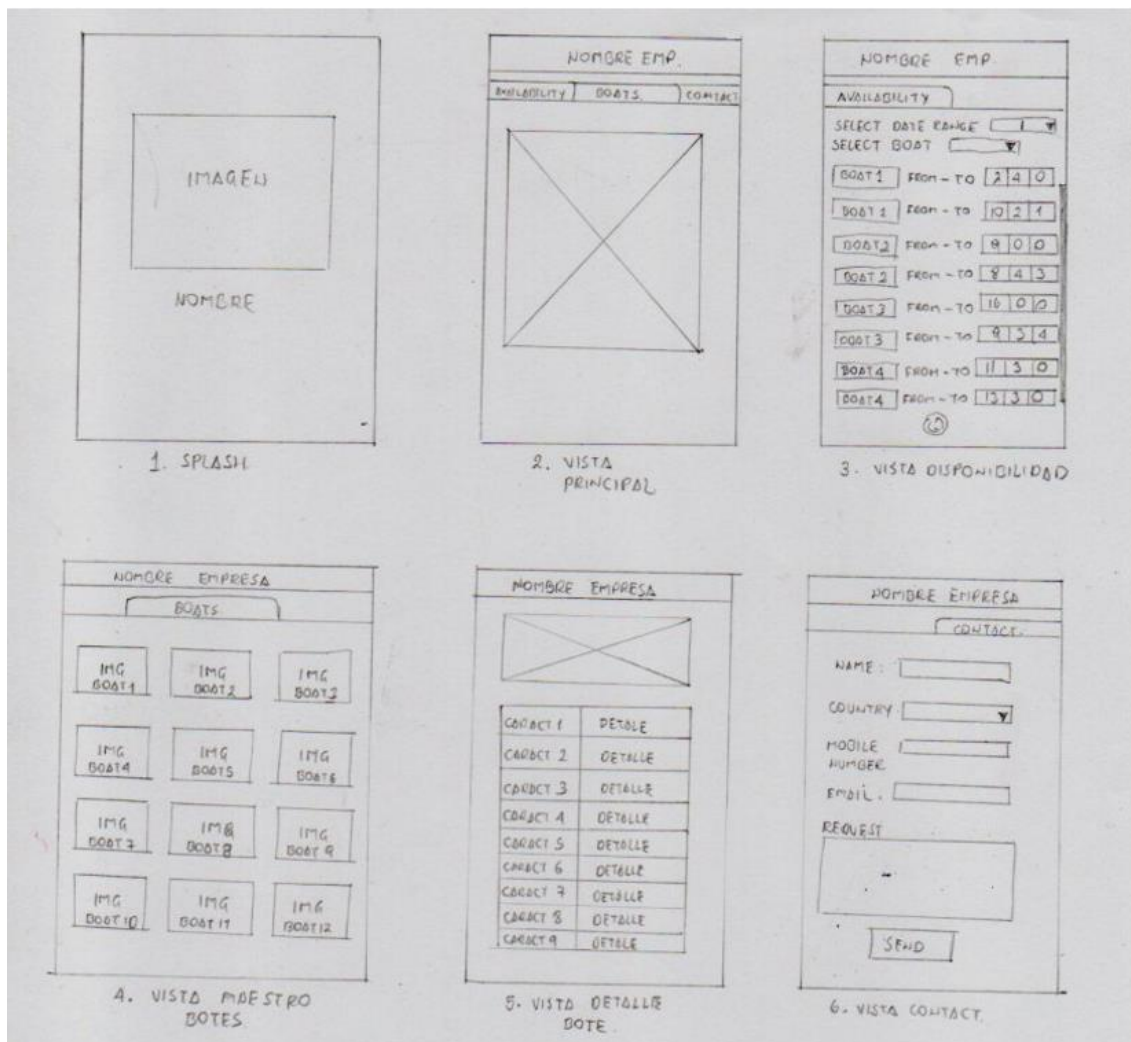 IMAGEN
NOMBRE
1. SPLASH
NOMBRE EMP.
AVAILABILITY
BOATS.
CONTACT
2. VISTA
PRINCIPAL
NOMBRE EMP.
AVAILABILITY
SELECT DATE RANGE
SELECT BOAT
BOAT 1 FROM - TO 2 4 0
BOAT 1 FROM - TO 10 2 1
BOAT 2 FROM - TO 9 0 0
BOAT 2 FROM - TO 8 4 3
BOAT 3 FROM - TO 16 0 0
BOAT 3 FROM - TO 9 3 4
BOAT 4 FROM - TO 11 3 0
BOAT 4 FROM - TO 13 3 0
3. VISTA DISPONIBILIDAD
NOMBRE EMPRESA
BOATS
IMG BOAT 1
IMG BOAT 2
IMG BOAT 3
IMG BOAT 4
IMG BOAT 5
IMG BOAT 6
IMG BOAT 7
IMG BOAT 8
IMG BOAT 9
IMG BOAT 10
IMG BOAT 11
IMG BOAT 12
4. VISTA MAESTRO
BOTES
NOMBRE EMPRESA
CARACT 1 DETALE
CARACT 2 DETALLE
CARACT 3 DETALLE
CARACT 4 DETALLE
CARACT 5 DETALLE
CARACT 6 DETALLE
CARACT 7 DETALLE
CARACT 8 DETALLE
CARACT 9 DETALE
5. VISTA DETALLE
BOTE
NOMBRE EMPRESA
CONTACT.
NAME:
COUNTRY
MOBILE
NUMBER
EMAIL.
REQUEST
SEND
6. VISTA CONTACT.